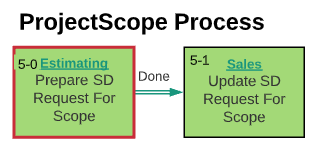 ProjectScope Process
5-0 Estimating
Prepare SD
Request For
Scope
Done
5-1 Sales
Update SD
Request For
Scope